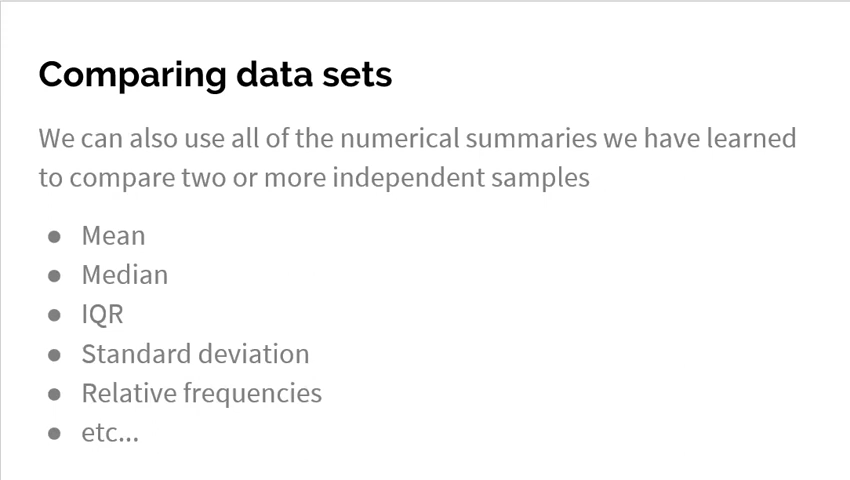 Comparing data sets
We can also use all of the numerical summaries we have learned
to compare two or more independent samples
● Mean
● Median
● IQR
● Standard deviation
● Relative frequencies
● etc...